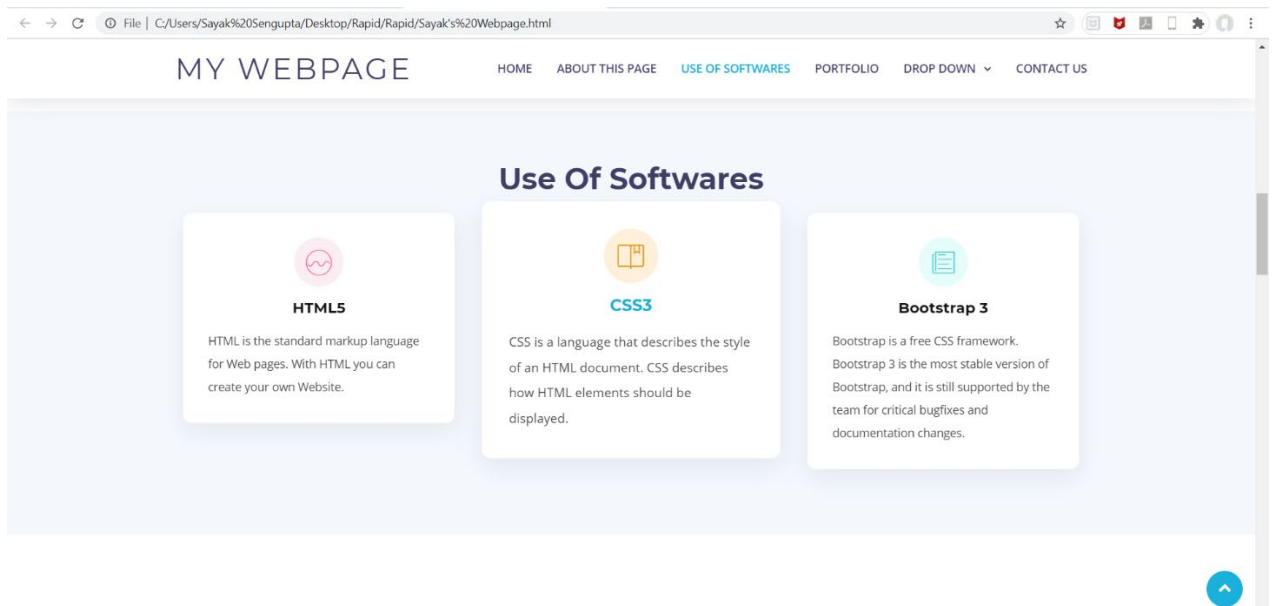 File | C:/Users/Sayak%20Sengupta/Desktop/Rapid/Rapid/Sayak's%20Webpage.html
MY WEBPAGE
HOME ABOUT THIS PAGE USE OF SOFTWARES PORTFOLIO DROP DOWN CONTACT US
Use Of Softwares
HTML5
HTML is the standard markup language
for Web pages. With HTML you can
create your own Website.
CSS3
CSS is a language that describes the style
of an HTML document. CSS describes
how HTML elements should be
displayed.
Bootstrap 3
Bootstrap is a free CSS framework.
Bootstrap 3 is the most stable version of
Bootstrap, and it is still supported by the
team for critical bugfixes and
documentation changes.